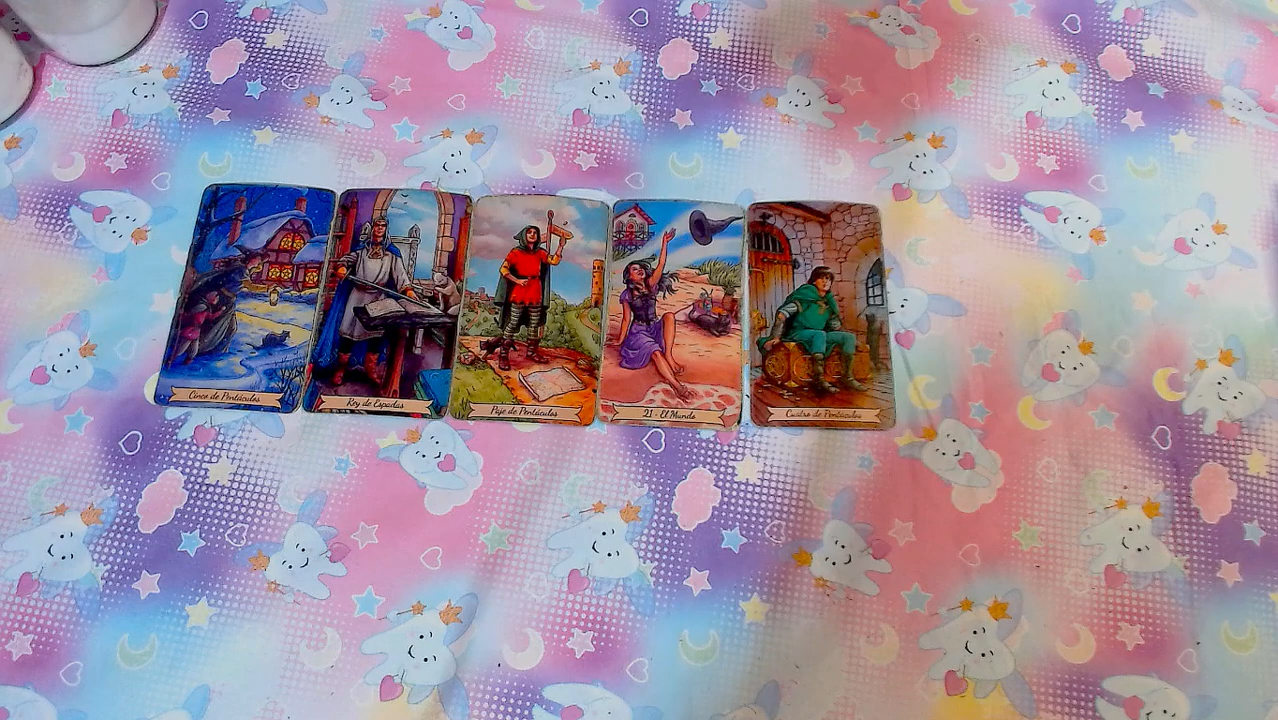 Cinco de Pentáculos
Rey de Espadas
Paje de Pentáculos
21 - El Mundo
Cuatro de Pentáculos